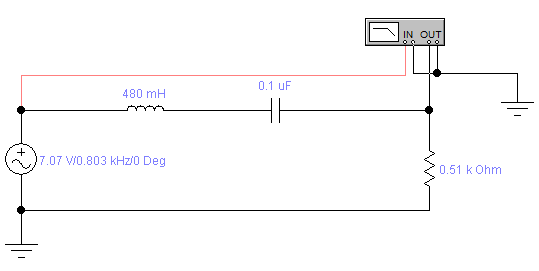 IN OUT
0.1 uF
480 mH
7.07 V/0.803 kHz/0 Deg
0.51 k Ohm